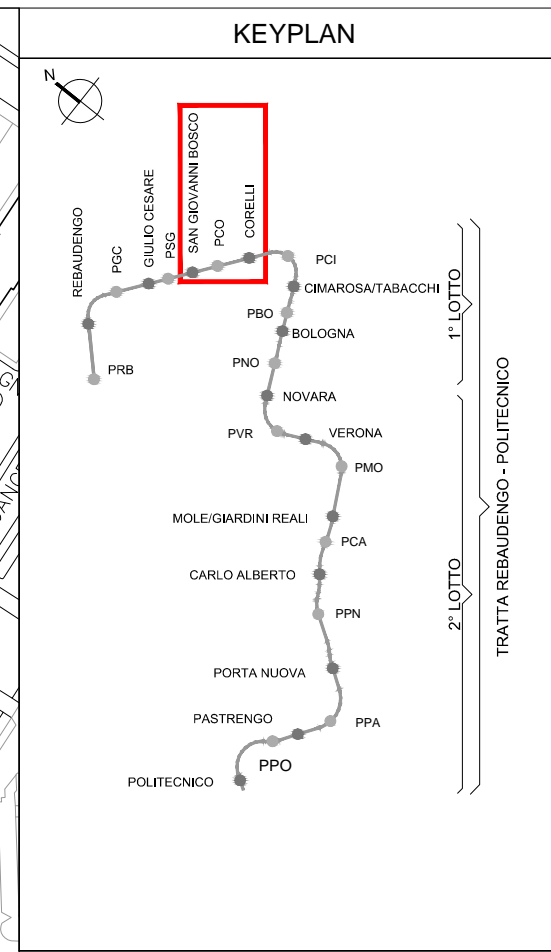 KEYPLAN
N
REBAUDENGO
PGC
GIULIO CESARE
PSG
SAN GIOVANNI BOSCO
PCO
CORELLI
PCI
CIMAROSA/TABACCHI
PBO
BOLOGNA
PNO
PRB
NOVARA
PVR
VERONA
PMO
MOLE/GIARDINI REALI
PCA
CARLO ALBERTO
PPN
PORTA NUOVA
PASTRENGO
PPA
PPO
POLITECNICO
1° LOTTO
2° LOTTO
TRATTA REBAUDENGO - POLITECNICO